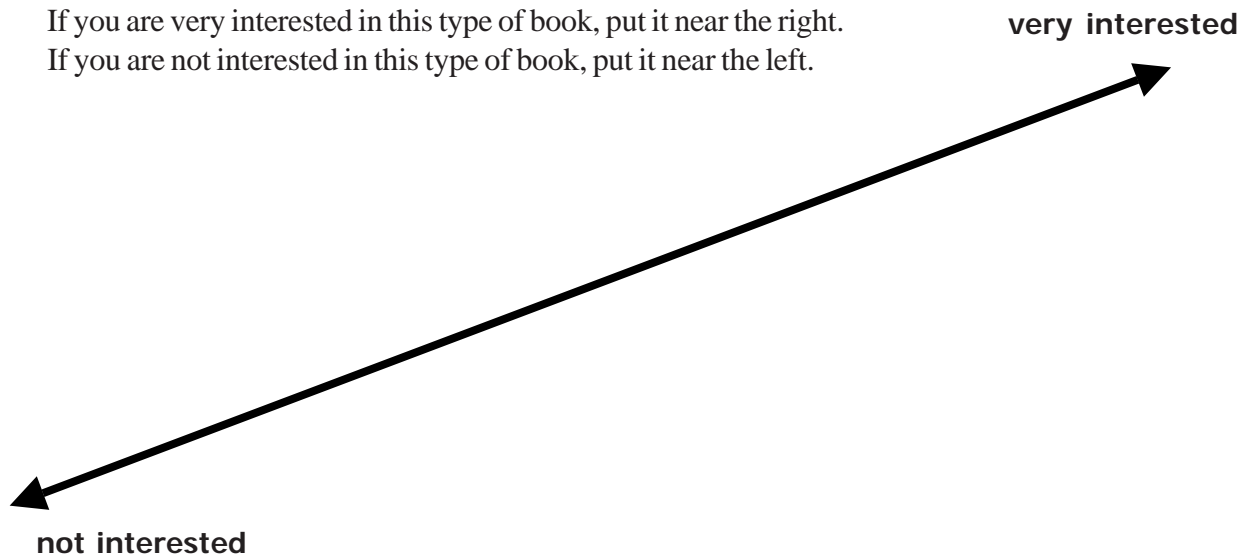 If you are very interested in this type of book, put it near the right.
very interested
If you are not interested in this type of book, put it near the left.
not interested